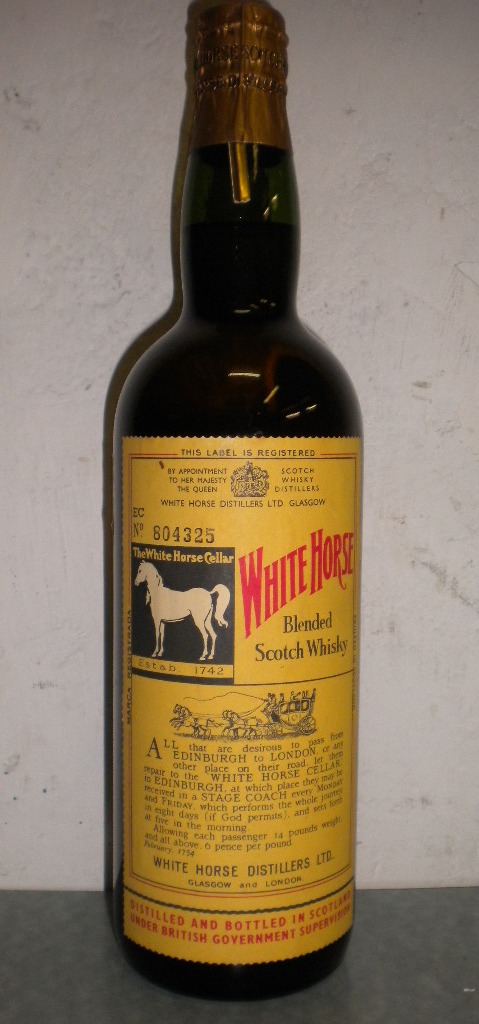 THIS LABEL IS REGISTERED
BY APPOINTMENT
TO HER MAJESTY
THE QUEEN
SCOTCH
WHISKY
DISTILLERS
WHITE HORSE DISTILLERS LTD GLASGOW
EC
Nº 804325
The White Horse Cellar
Estab. 1742
WHITE HORSE
Blended
Scotch Whisky
MARCA REGISTRADA
ALL that are desirous to pass from
EDINBURGH to LONDON, or any
other place on their road, let them
repair to the WHITE HORSE CELLAR
in EDINBURGH, at which place they may be
received in a STAGE COACH every MONDAY
and FRIDAY, which performs the whole journey
in eight days (if God permits), and sets forth
at five in the morning.
Allowing each passenger 14 pounds weight,
and all above, 6 pence per pound.
February, 1754
WHITE HORSE DISTILLERS LTD.
GLASGOW and LONDON
DISTILLED AND BOTTLED IN SCOTLAND
UNDER BRITISH GOVERNMENT SUPERVISION